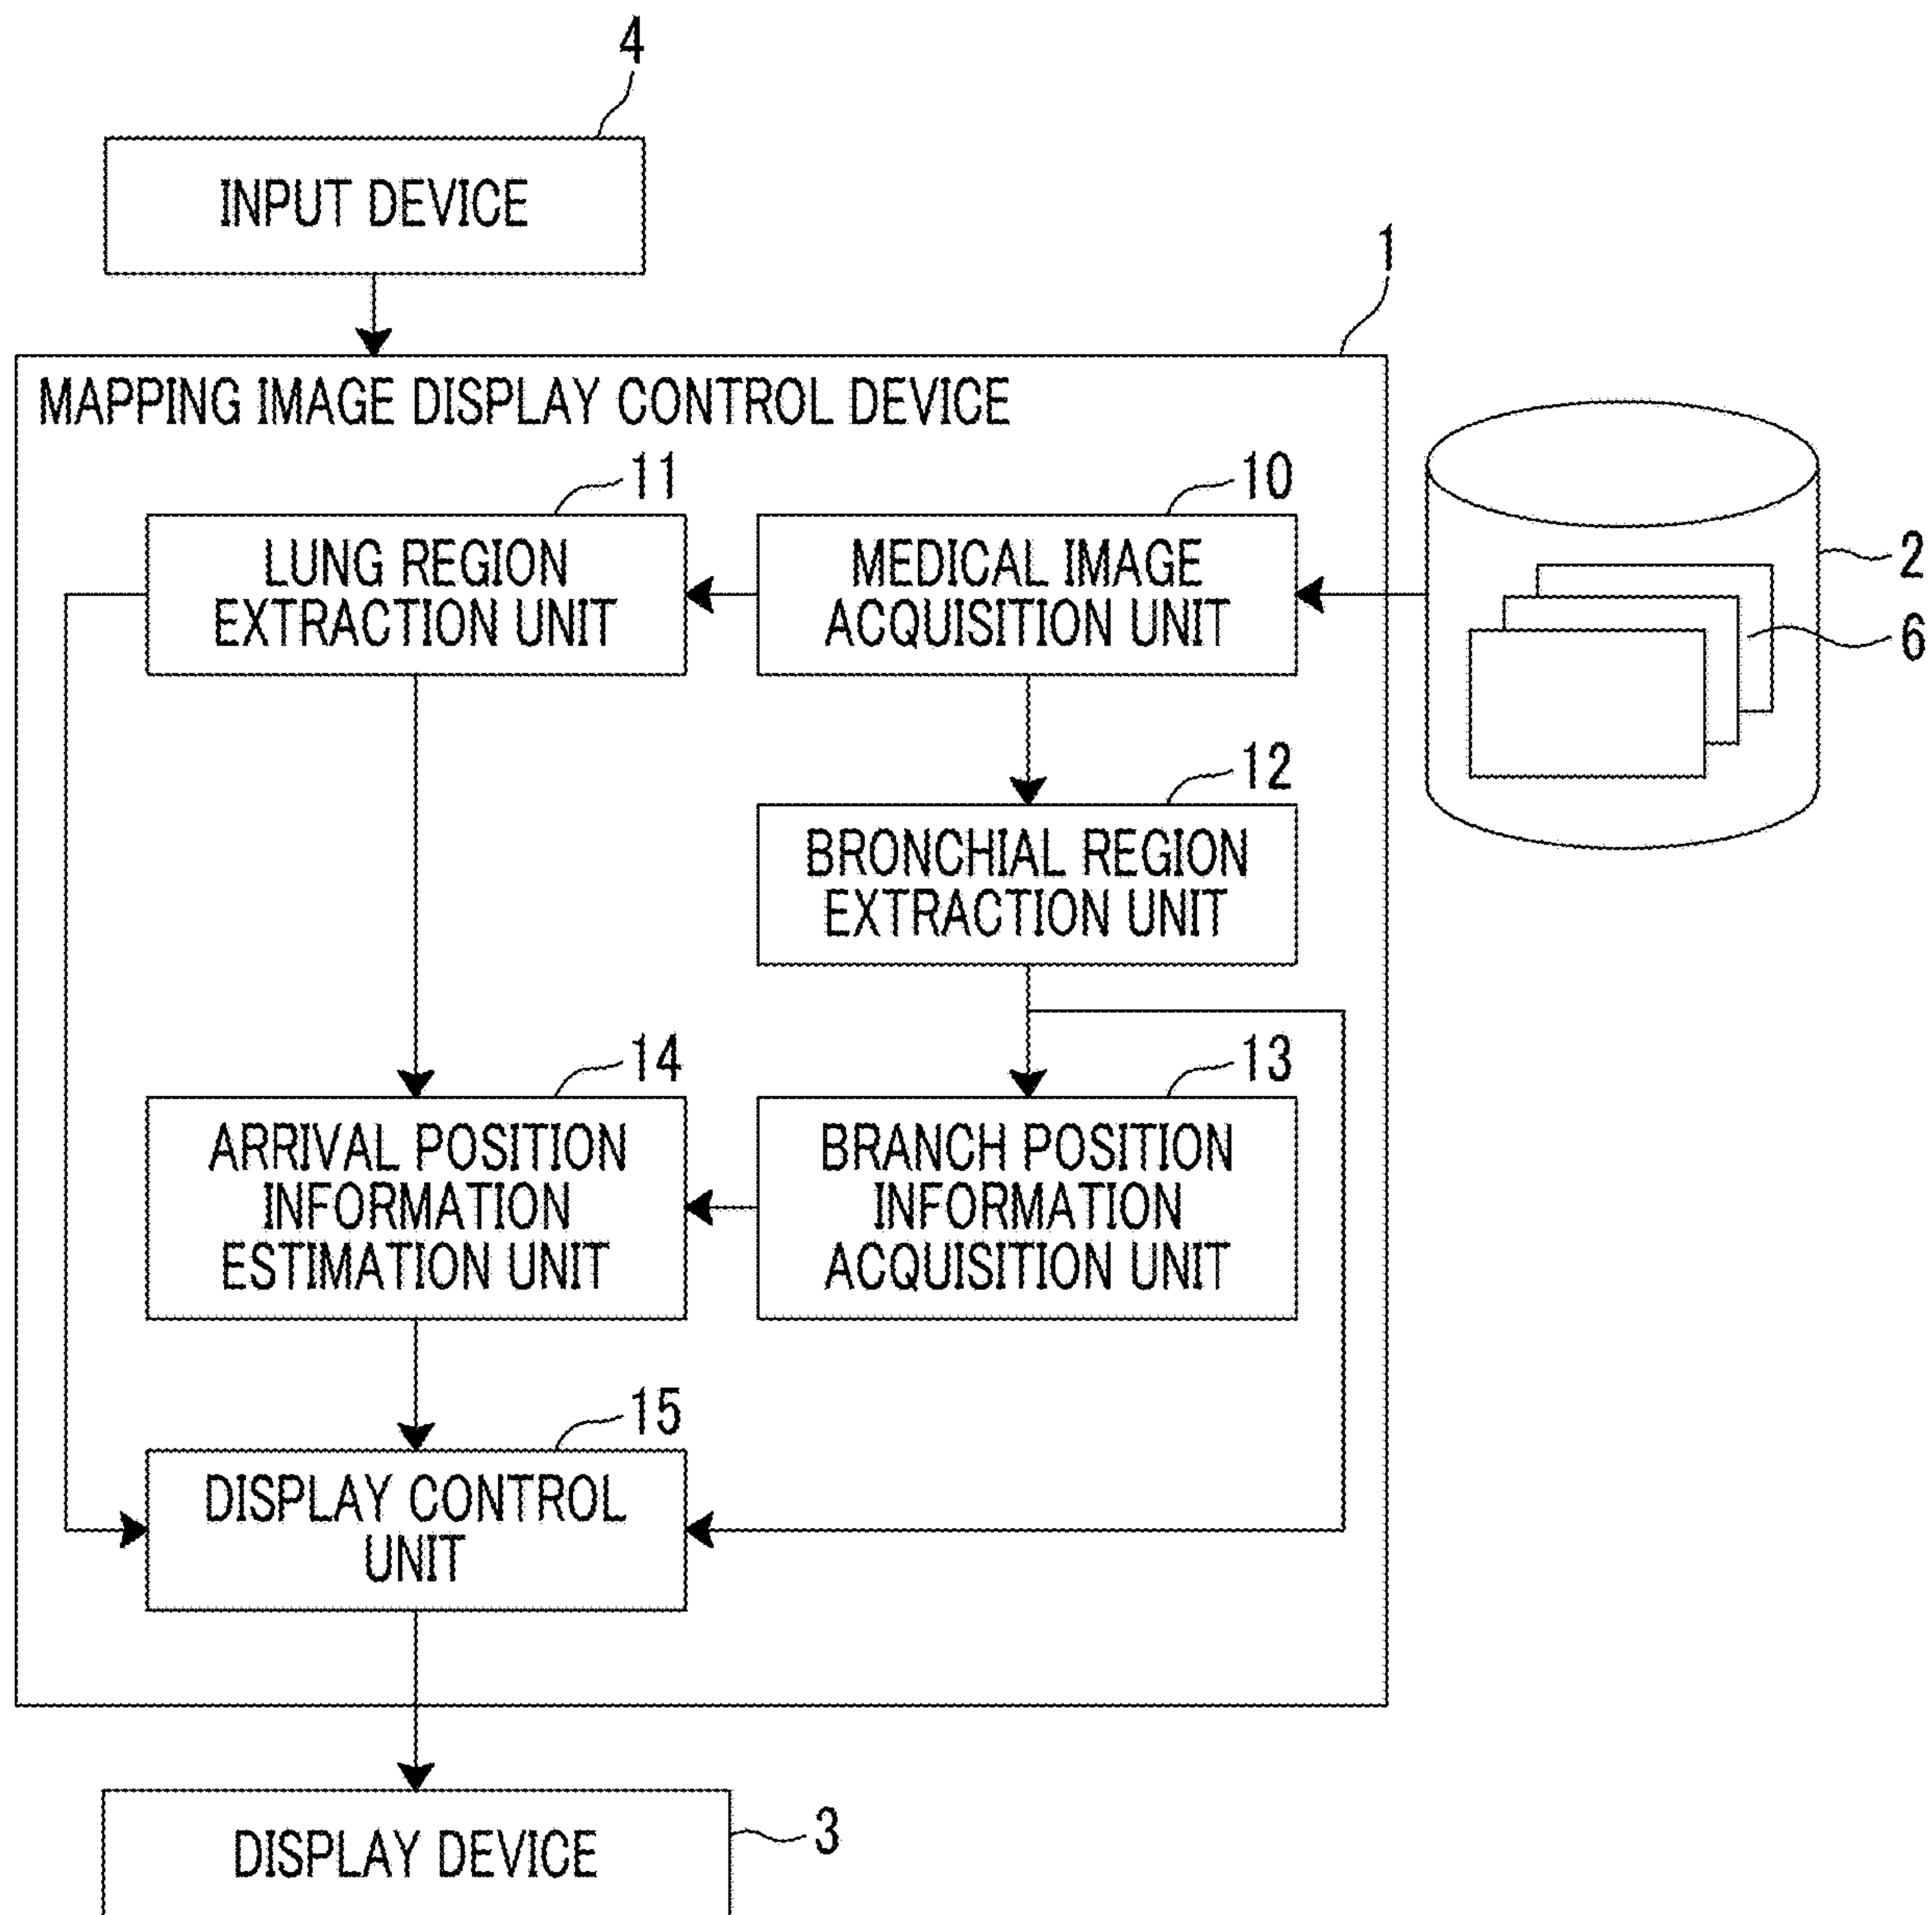 4
INPUT DEVICE
1
MAPPING IMAGE DISPLAY CONTROL DEVICE
11
10
LUNG REGION
EXTRACTION UNIT
MEDICAL IMAGE
ACQUISITION UNIT
2
6
12
BRONCHIAL REGION
EXTRACTION UNIT
14
13
ARRIVAL POSITION
INFORMATION
ESTIMATION UNIT
BRANCH POSITION
INFORMATION
ACQUISITION UNIT
15
DISPLAY CONTROL
UNIT
DISPLAY DEVICE
3